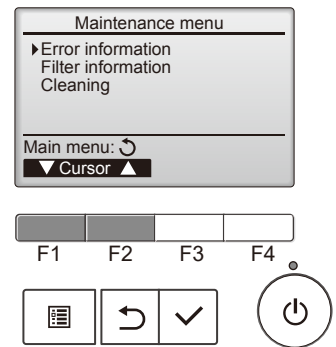 Maintenance menu
Error information
Filter information
Cleaning
Main menu:
Cursor
F1 F2 F3 F4